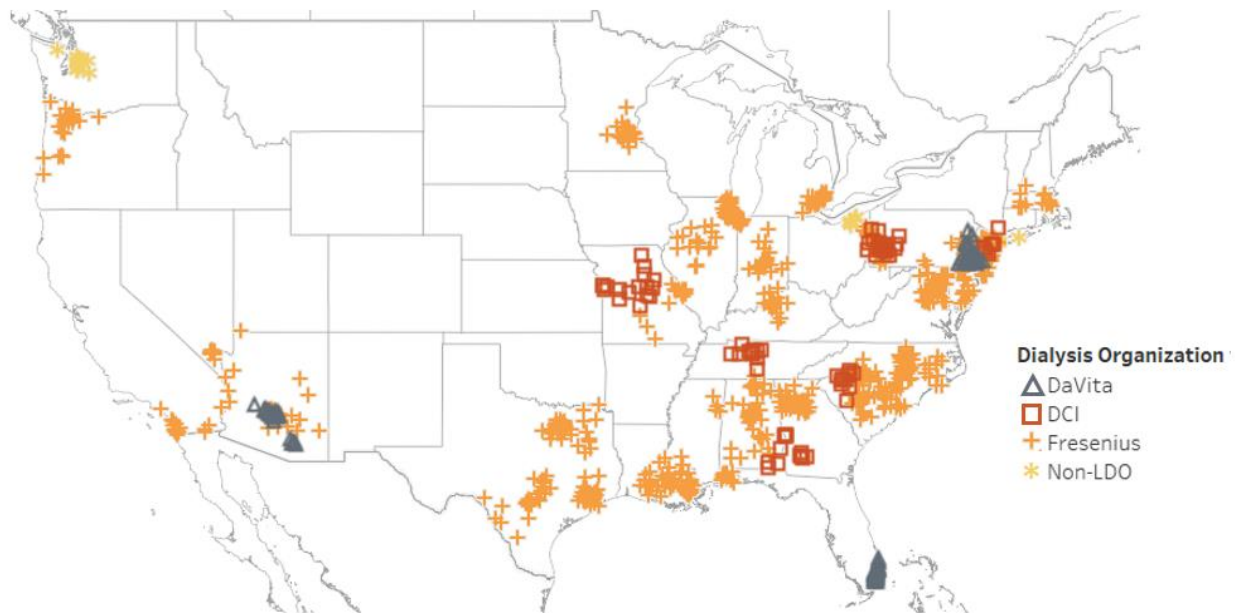 Dialysis Organization
DaVita
DCI
Fresenius
Non-LDO